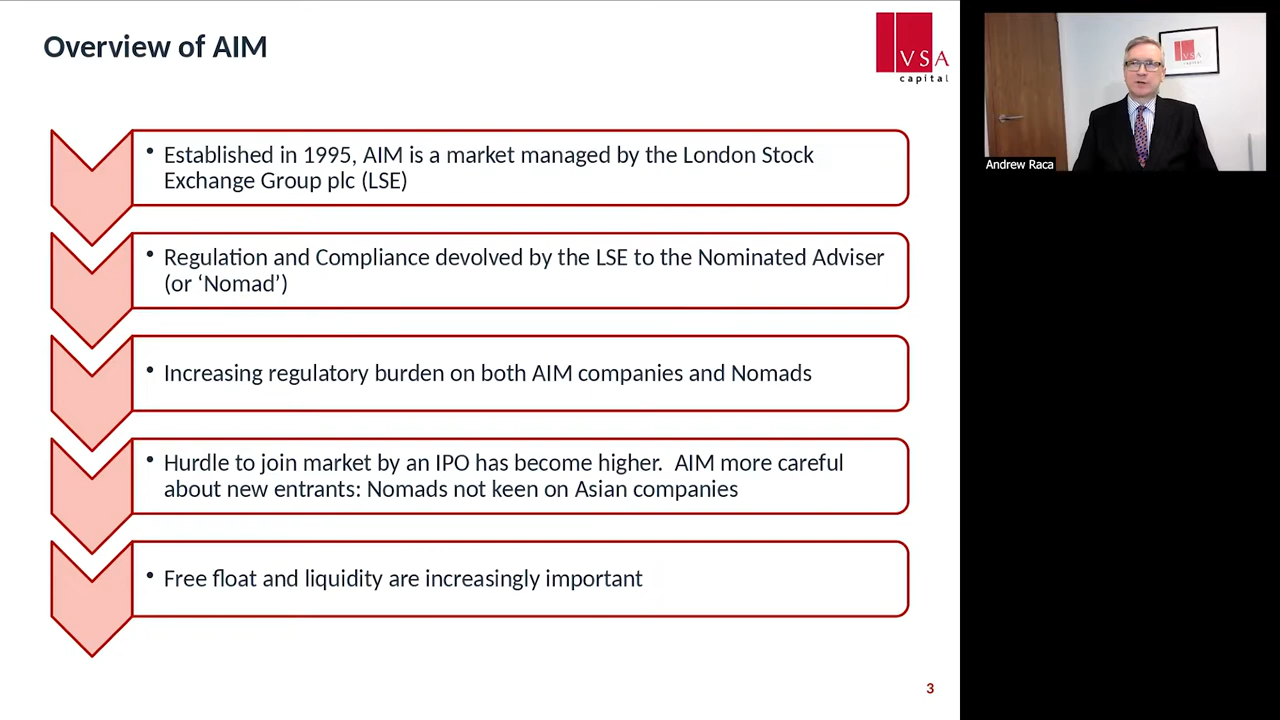 Overview of AIM
VSA
capital
• Established in 1995, AIM is a market managed by the London Stock
Exchange Group plc (LSE)
• Regulation and Compliance devolved by the LSE to the Nominated Adviser
(or ‘Nomad’)
• Increasing regulatory burden on both AIM companies and Nomads
• Hurdle to join market by an IPO has become higher.  AIM more careful
about new entrants: Nomads not keen on Asian companies
• Free float and liquidity are increasingly important
3
VSA
capital
Andrew Raca